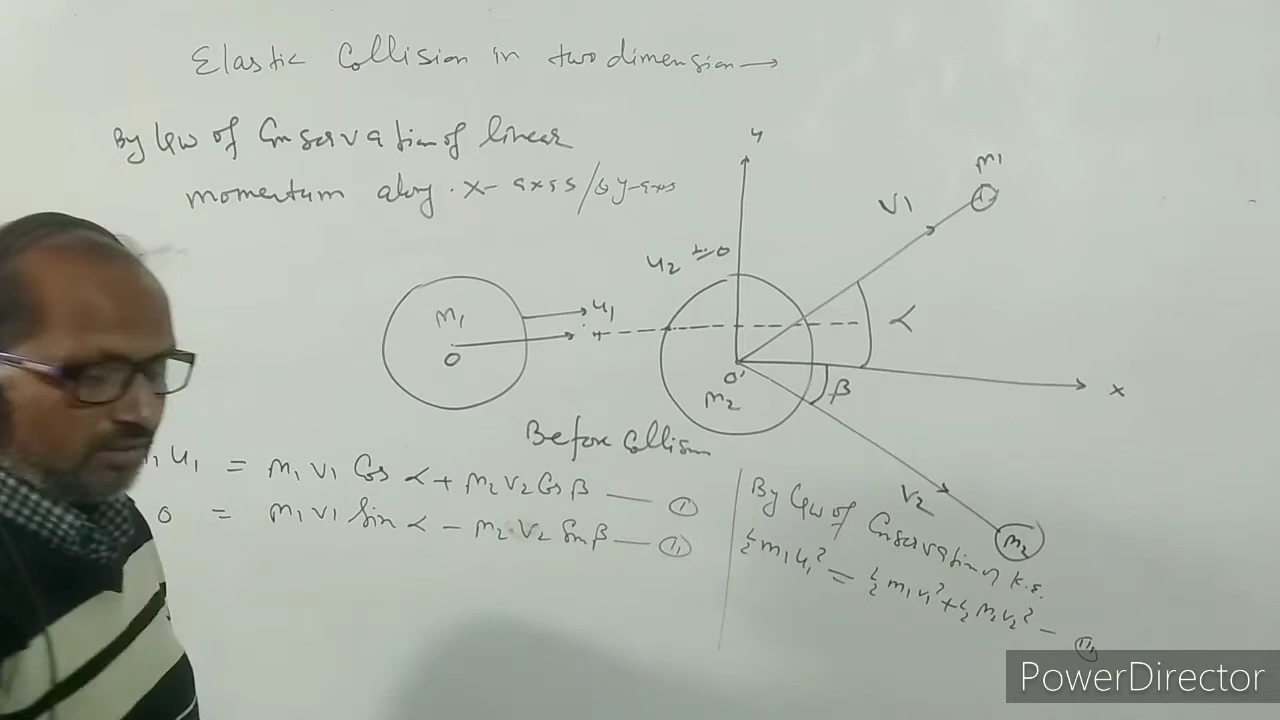 Elastic Collision in two dimension →
By law of Conservation of linear
momentum along x-axis / y-axis
y
m1
V1
u2 = 0
m1
u1
O
α
O'
β
x
m2
Before Collision
u1 = m1 v1 Cos α + m2 v2 Cos β — (I)
0 = m1 v1 Sin α - m2 v2 Sin β — (II)
V2
m2
By law of Conservation of K.E.
½ m1 u1² = ½ m1 v1² + ½ m2 v2² — (III)
PowerDirector